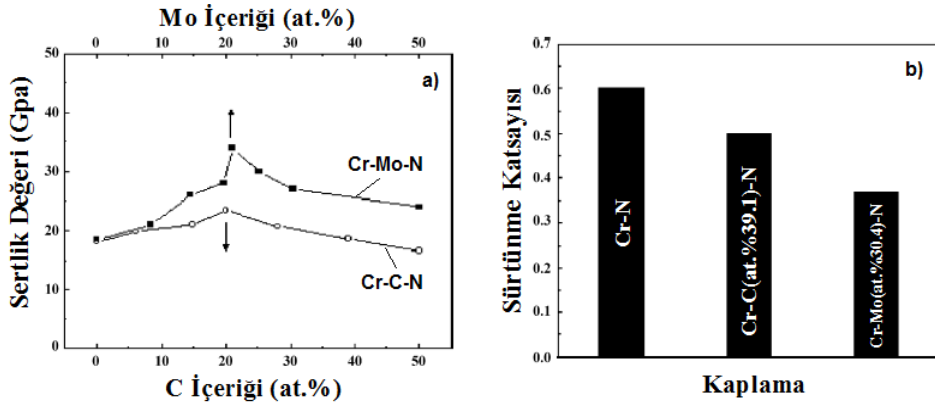 Mo İçeriği (at.%)
0 10 20 30 40 50
50
40
30
20
10
0
Sertlik Değeri (Gpa)
a)
Cr-Mo-N
Cr-C-N
0 10 20 30 40 50
C İçeriği (at.%)
0.7
0.6
0.5
0.4
0.3
0.2
0.1
0.0
Sürtünme Katsayısı
b)
Cr-N
Cr-C(at.%39.1)-N
Cr-Mo(at.%30.4)-N
Kaplama